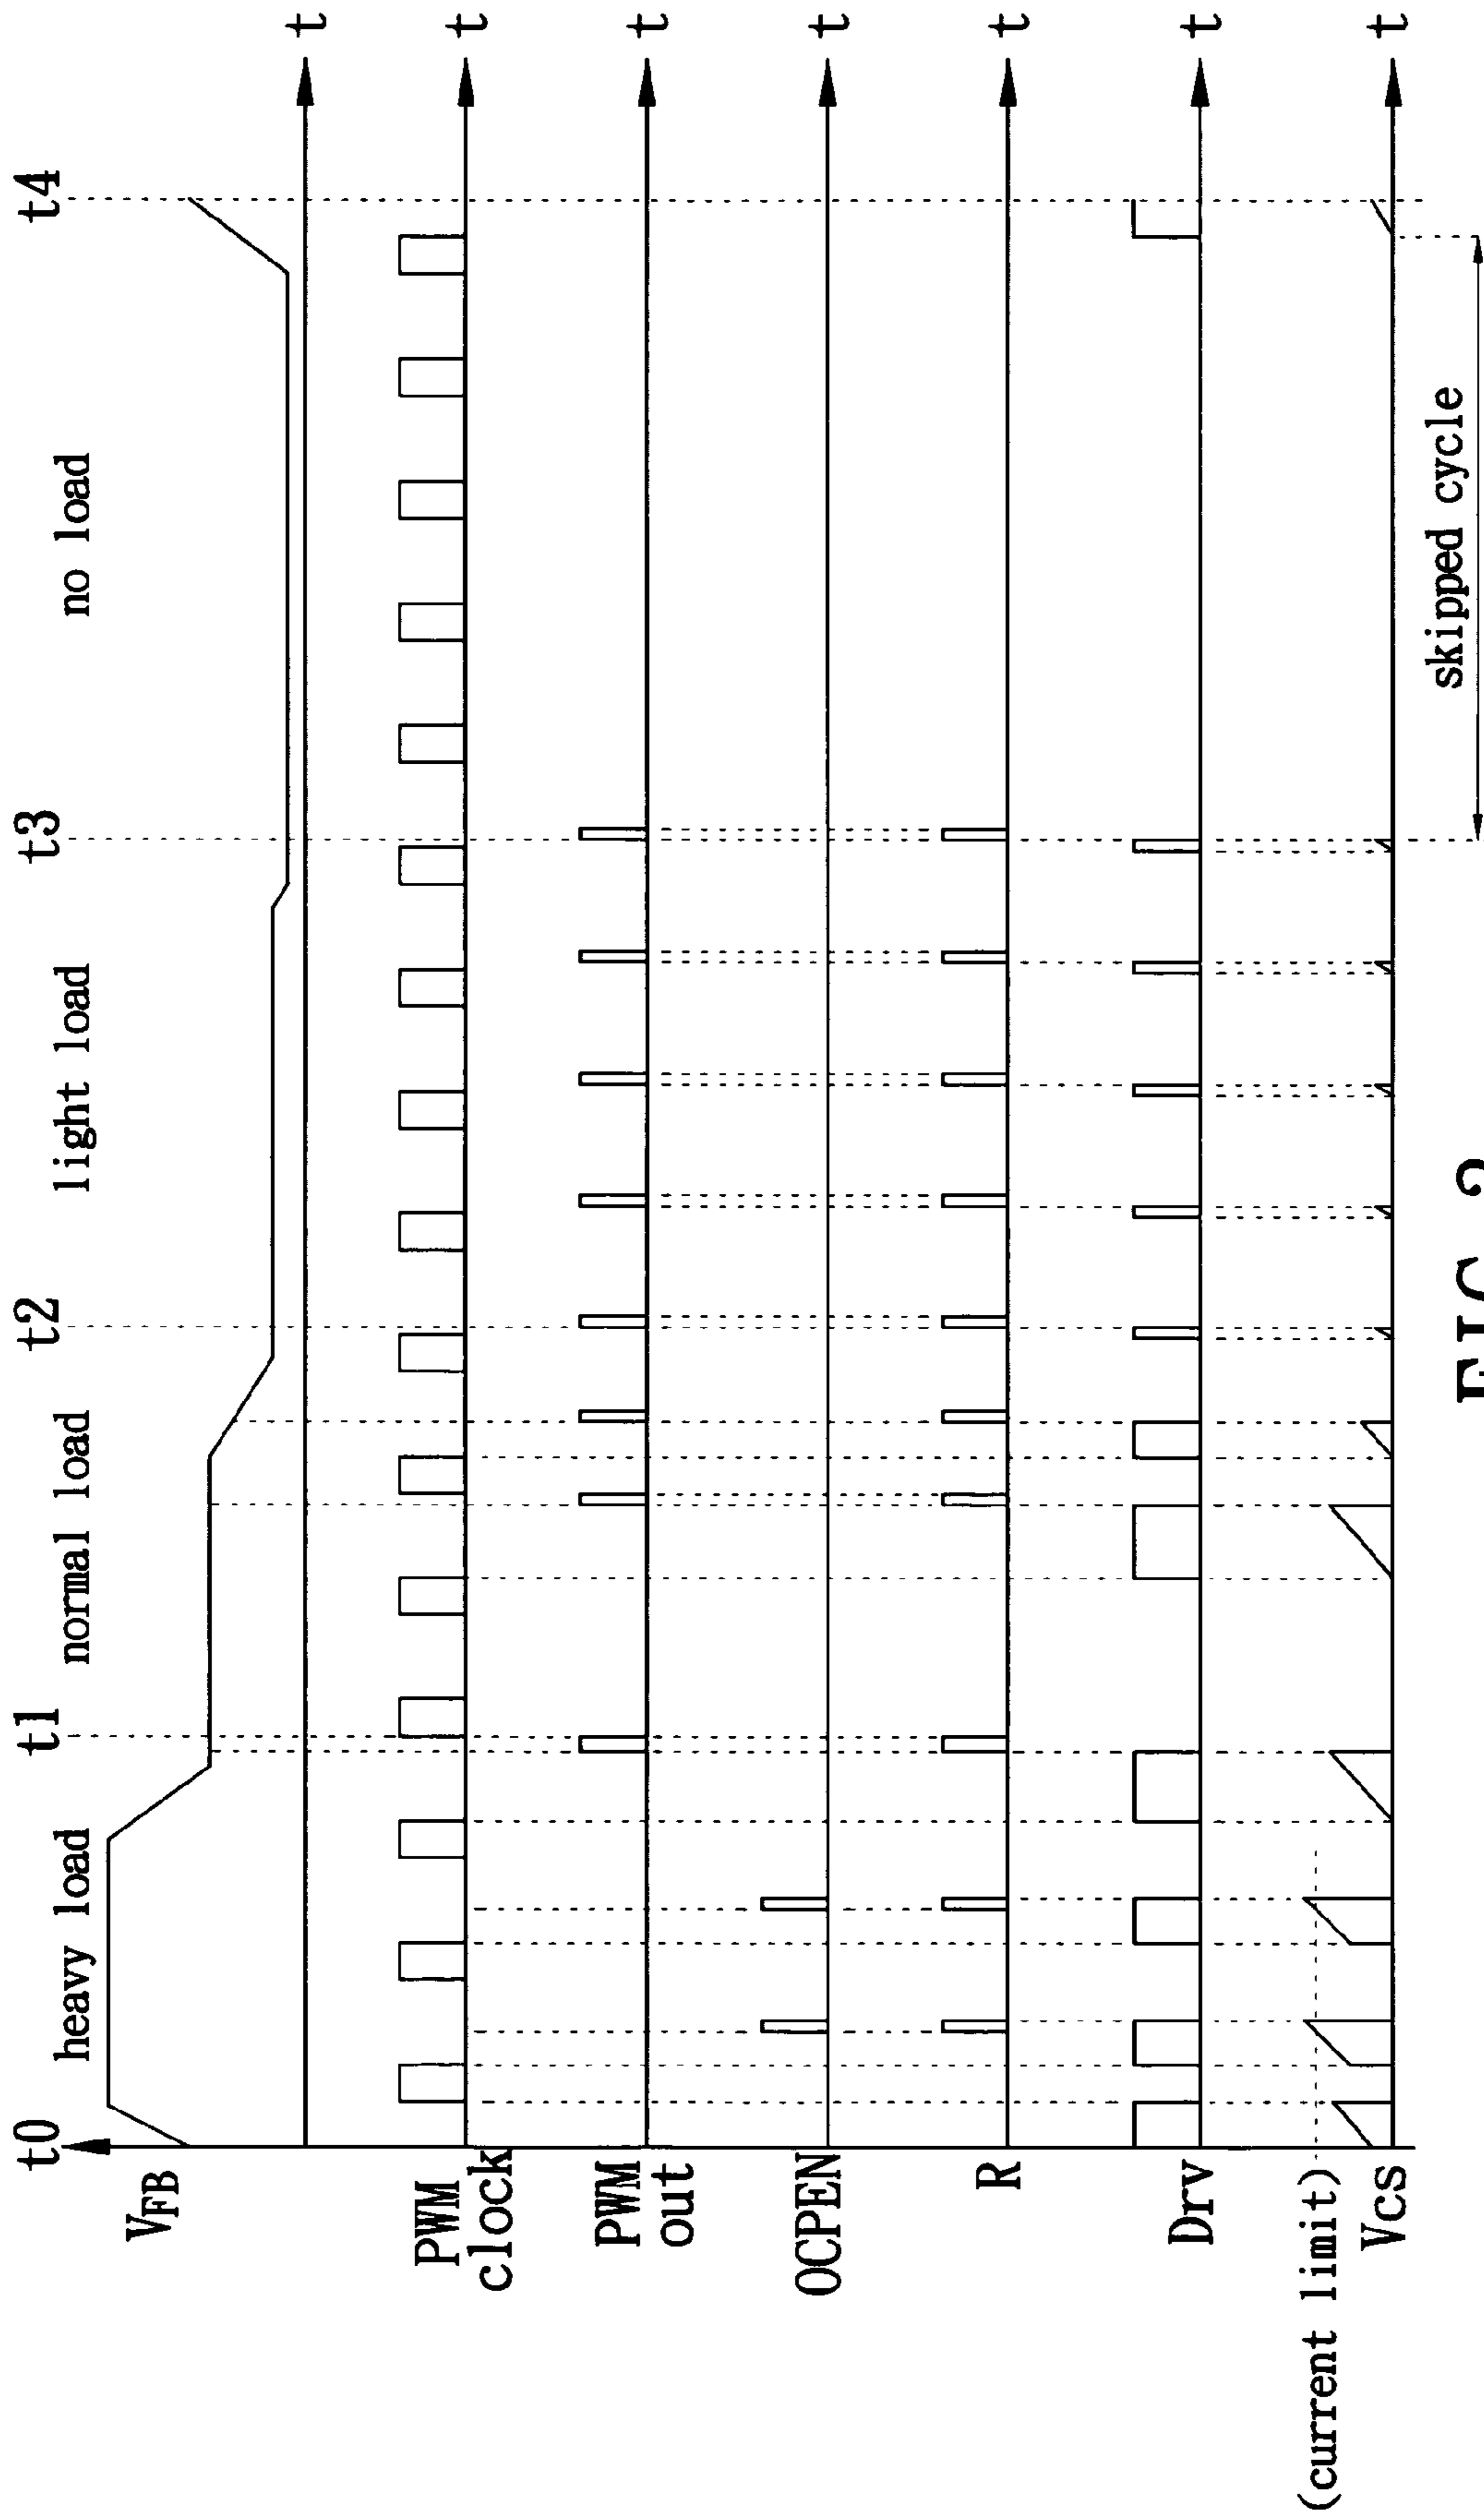 t0 t1 t2 t3 t4
heavy load normal load light load no load
VFB
t
PWM
clock
t
PWM
out
t
OCPEN
t
R
t
Drv
t
(current limit)
Vcs
t
skipped cycle